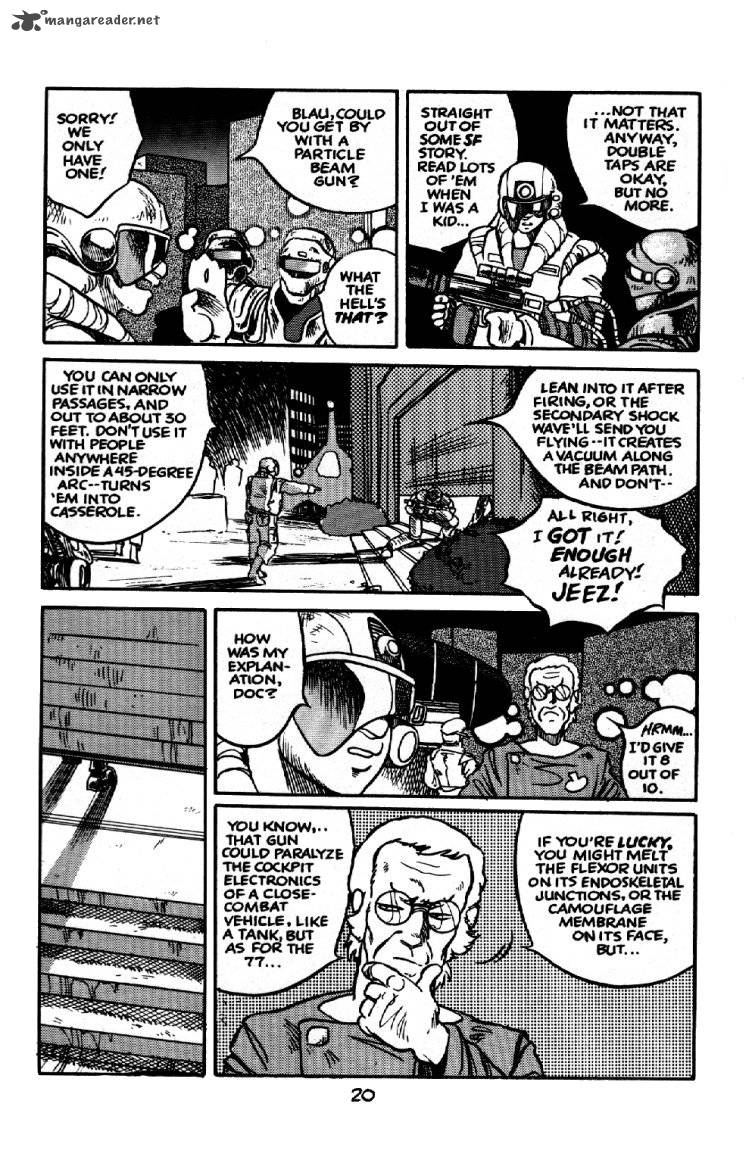 mangareader.net
SORRY!
WE
ONLY
HAVE
ONE!
BLAU, COULD
YOU GET BY
WITH A
PARTICLE
BEAM
GUN?
WHAT
THE
HELL'S
THAT?
STRAIGHT
OUT OF
SOME SF
STORY.
READ LOTS
OF 'EM
WHEN
I WAS A
KID...
...NOT THAT
IT MATTERS.
ANYWAY,
DOUBLE
TAPS ARE
OKAY,
BUT NO
MORE.
YOU CAN ONLY
USE IT IN NARROW
PASSAGES, AND
OUT TO ABOUT 30
FEET. DON'T USE IT
WITH PEOPLE
ANYWHERE
INSIDE A 45-DEGREE
ARC--TURNS
'EM INTO
CASSEROLE.
LEAN INTO IT AFTER
FIRING, OR THE
SECONDARY SHOCK
WAVE'LL SEND YOU
FLYING--IT CREATES
A VACUUM ALONG
THE BEAM PATH.
AND DON'T--
ALL RIGHT,
I GOT IT!
ENOUGH
ALREADY!
JEEZ!
HOW
WAS MY
EXPLAN-
ATION,
DOC?
HRMM...
I'D GIVE
IT 8
OUT OF
10.
YOU KNOW,..
THAT GUN
COULD PARALYZE
THE COCKPIT
ELECTRONICS
OF A CLOSE-
COMBAT
VEHICLE, LIKE
A TANK, BUT
AS FOR THE
77...
IF YOU'RE LUCKY,
YOU MIGHT MELT
THE FLEXOR UNITS
ON ITS ENDOSKELETAL
JUNCTIONS, OR THE
CAMOUFLAGE
MEMBRANE
ON ITS FACE,
BUT...
20